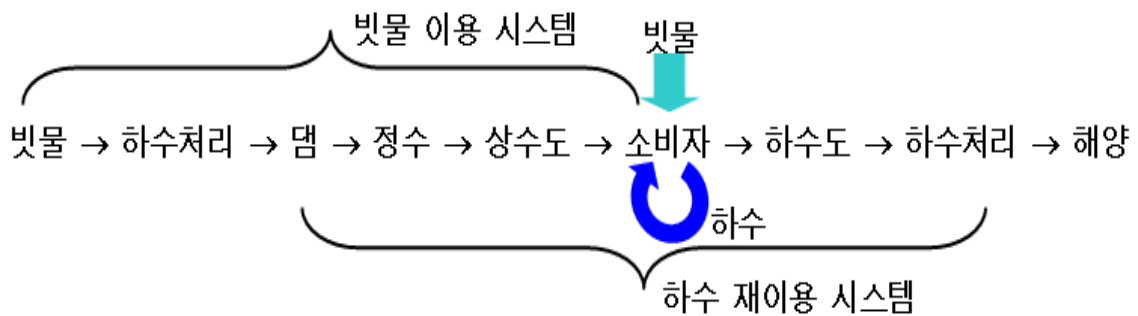 빗물 이용 시스템
빗물
빗물 → 하수처리 → 댐 → 정수 → 상수도 → 소비자 → 하수도 → 하수처리 → 해양
하수
하수 재이용 시스템